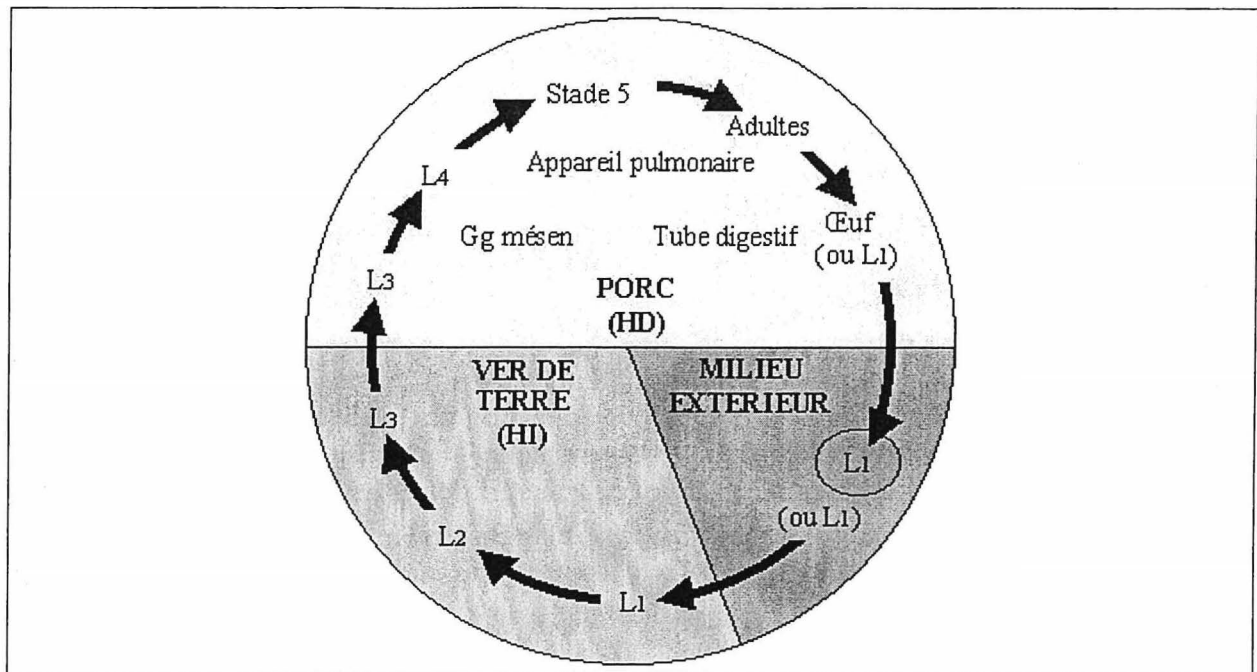 Stade 5
Adultes
Appareil pulmonaire
L4
Œuf
(ou L1)
Gg mésen
Tube digestif
L3
PORC
(HD)
VER DE
TERRE
(HI)
MILIEU
EXTERIEUR
L3
L1
(ou L1)
L2
L1